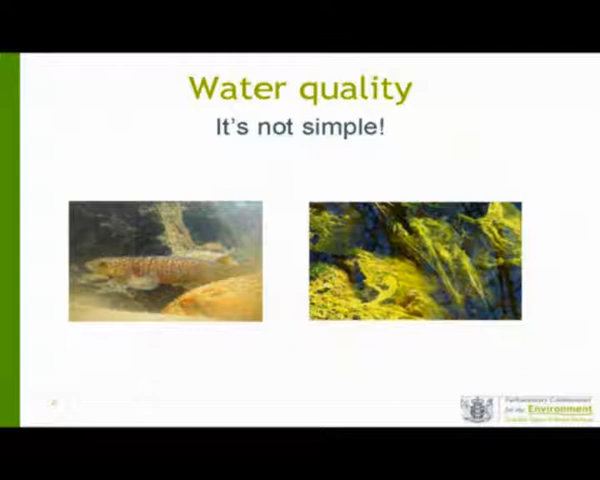 Water quality
It's not simple!
Parliamentary Commissioner
for the Environment